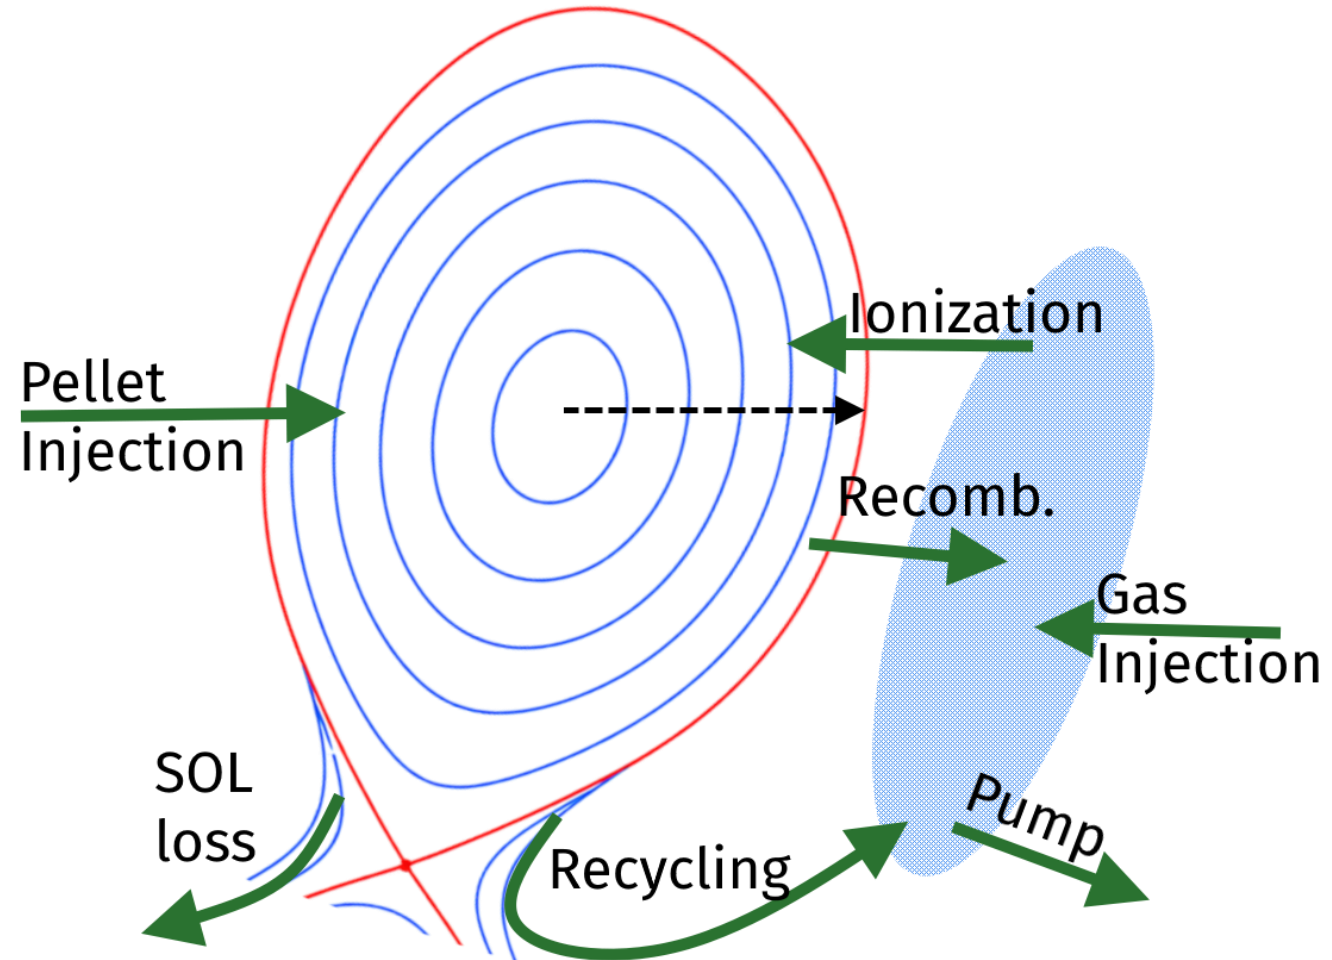 Ionization
Pellet
Injection
Recomb.
Gas
Injection
SOL
loss
Pump
Recycling